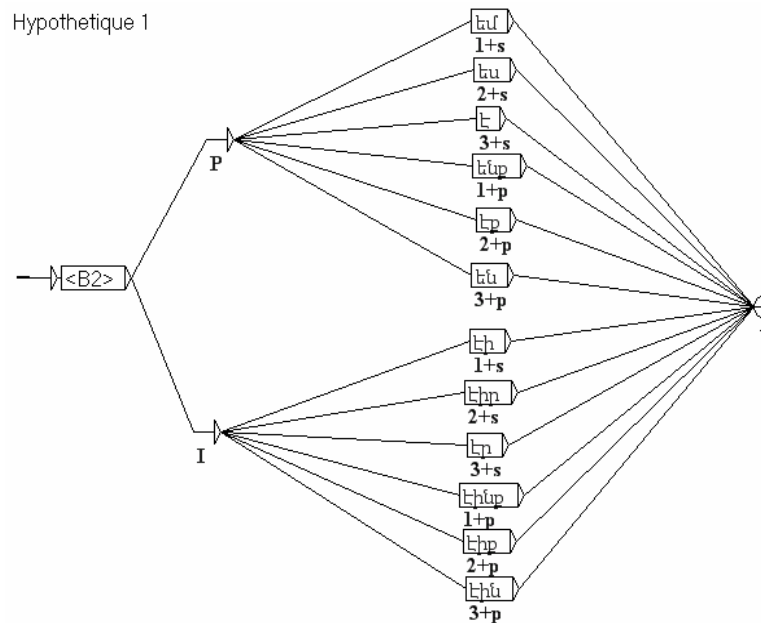 Hypothetique 1
եմ
1+s
ես
2+s
է
3+s
P
ենք
1+p
էք
2+p
<B2>
են
3+p
էի
1+s
էիր
2+s
I
էր
3+s
էինք
1+p
էիք
2+p
էին
3+p